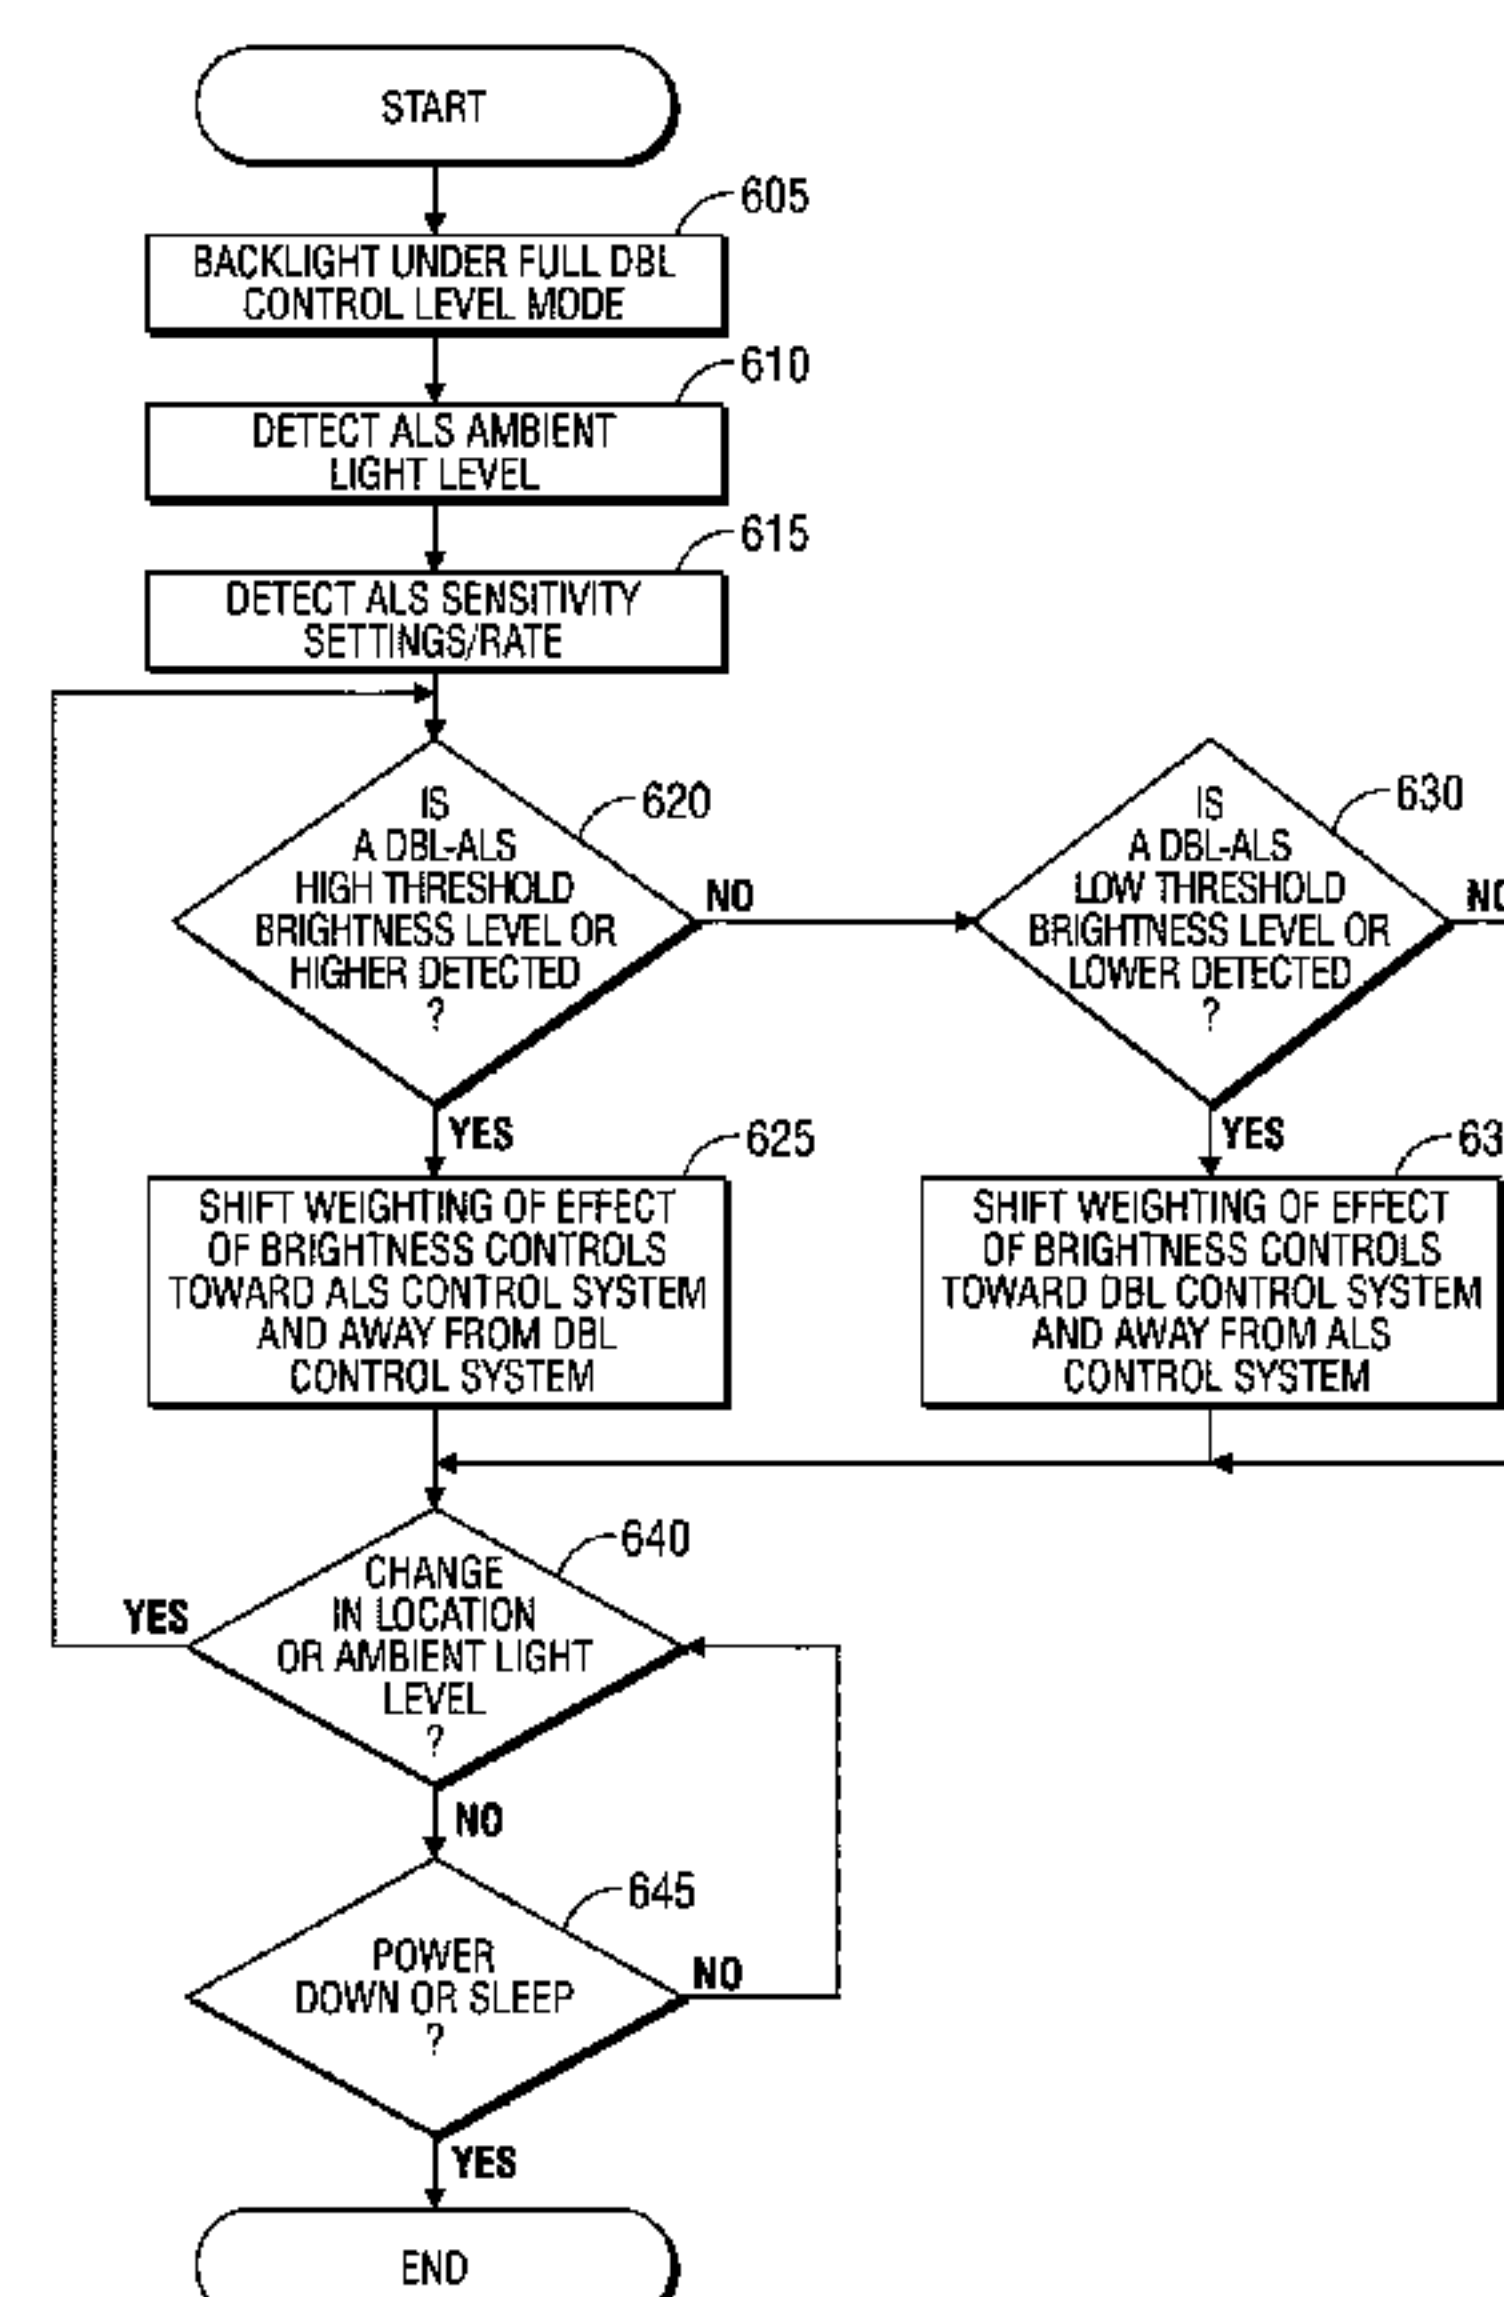 START
605
BACKLIGHT UNDER FULL DBL
CONTROL LEVEL MODE
610
DETECT ALS AMBIENT
LIGHT LEVEL
615
DETECT ALS SENSITIVITY
SETTINGS/RATE
620
IS
A DBL-ALS
HIGH THRESHOLD
BRIGHTNESS LEVEL OR
HIGHER DETECTED
?
NO
630
IS
A DBL-ALS
LOW THRESHOLD
BRIGHTNESS LEVEL OR
LOWER DETECTED
?
NO
YES
625
SHIFT WEIGHTING OF EFFECT
OF BRIGHTNESS CONTROLS
TOWARD ALS CONTROL SYSTEM
AND AWAY FROM DBL
CONTROL SYSTEM
YES
63
SHIFT WEIGHTING OF EFFECT
OF BRIGHTNESS CONTROLS
TOWARD DBL CONTROL SYSTEM
AND AWAY FROM ALS
CONTROL SYSTEM
640
CHANGE
IN LOCATION
OR AMBIENT LIGHT
LEVEL
?
YES
NO
645
POWER
DOWN OR SLEEP
?
NO
YES
END